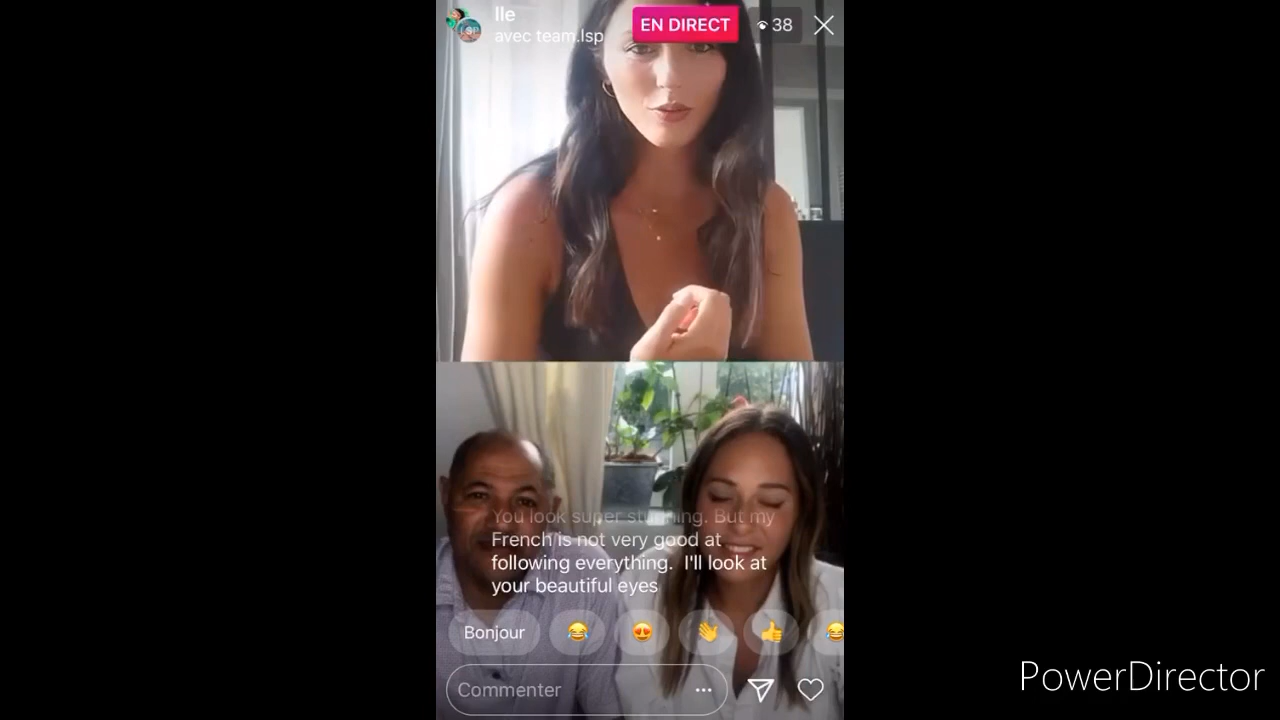 lle
avec team.lsp
EN DIRECT
38
LSP
You look super stunning. But my
French is not very good at
following everything. I'll look at
your beautiful eyes
Bonjour
Commenter
PowerDirector